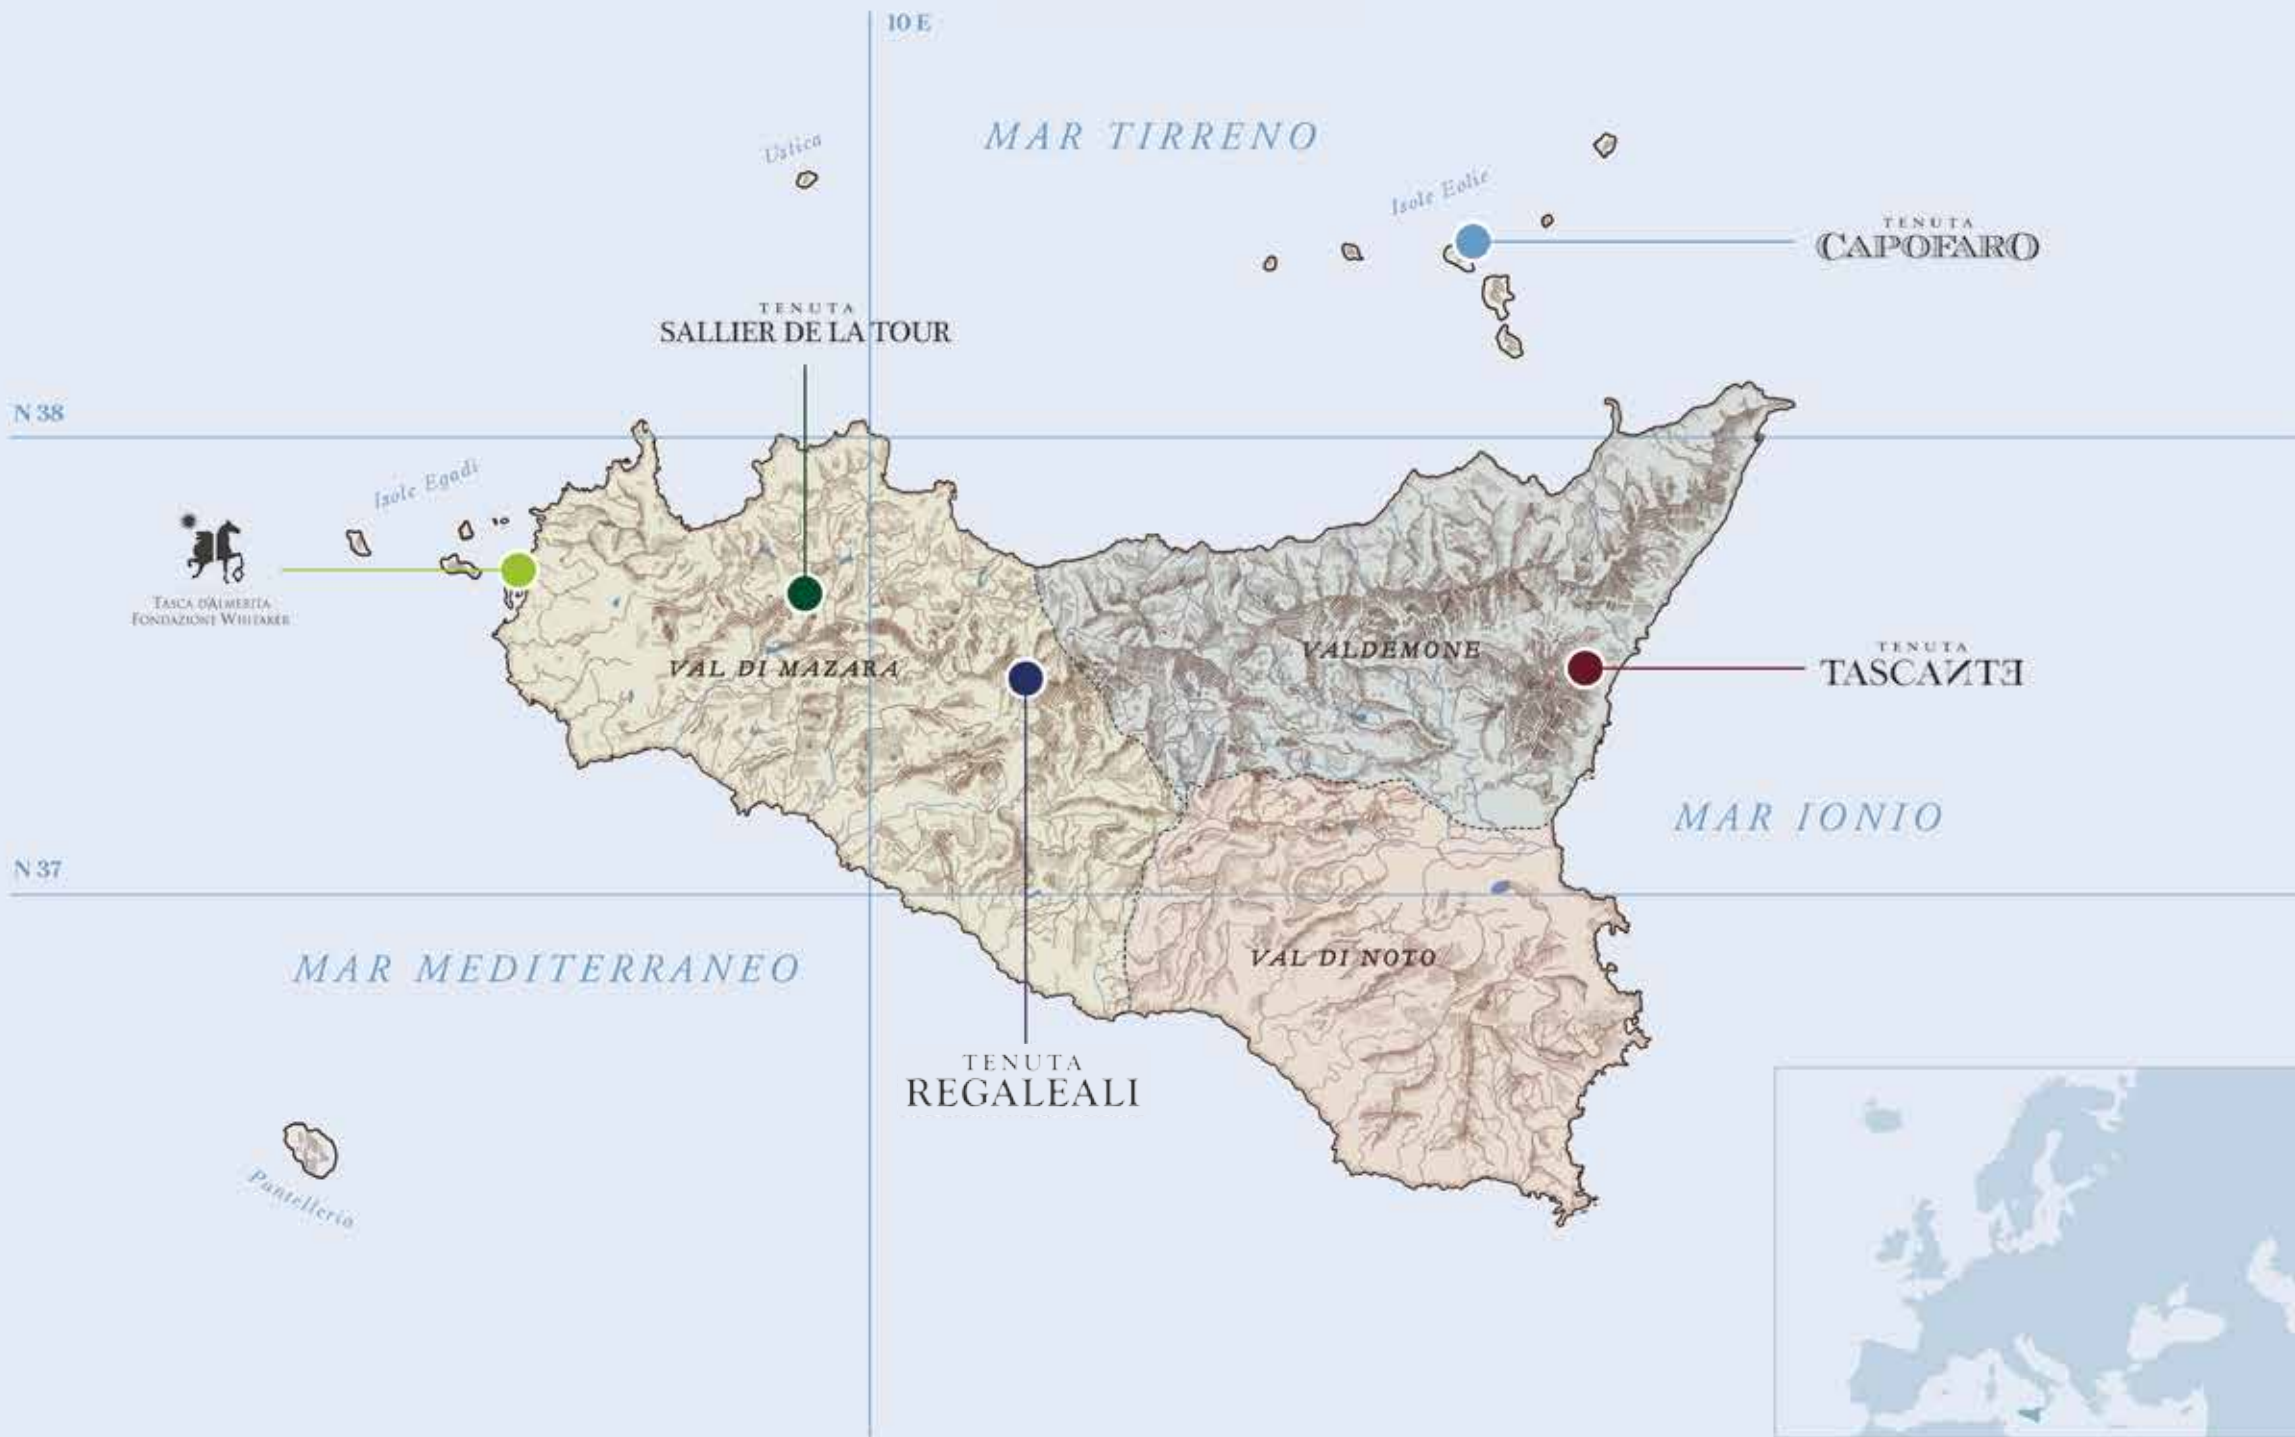 10 E
MAR TIRRENO
Ustica
Isole Eolie
TENUTA
CAPOFARO
TENUTA
SALLIER DE LA TOUR
N 38
Isole Egadi
TASCA D'ALMERITA
FONDAZIONE WHITAKER
VALDEMONE
VAL DI MAZARA
TENUTA
TASCANTE
MAR IONIO
N 37
VAL DI NOTO
MAR MEDITERRANEO
TENUTA
REGALEALI
Pantelleria